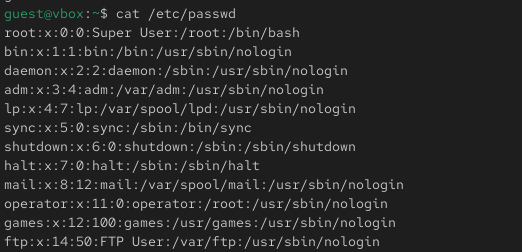 guest@vbox:~$ cat /etc/passwd
root:x:0:0:Super User:/root:/bin/bash
bin:x:1:1:bin:/bin:/usr/sbin/nologin
daemon:x:2:2:daemon:/sbin:/usr/sbin/nologin
adm:x:3:4:adm:/var/adm:/usr/sbin/nologin
lp:x:4:7:lp:/var/spool/lpd:/usr/sbin/nologin
sync:x:5:0:sync:/sbin:/bin/sync
shutdown:x:6:0:shutdown:/sbin:/sbin/shutdown
halt:x:7:0:halt:/sbin:/sbin/halt
mail:x:8:12:mail:/var/spool/mail:/usr/sbin/nologin
operator:x:11:0:operator:/root:/usr/sbin/nologin
games:x:12:100:games:/usr/games:/usr/sbin/nologin
ftp:x:14:50:FTP User:/var/ftp:/usr/sbin/nologin